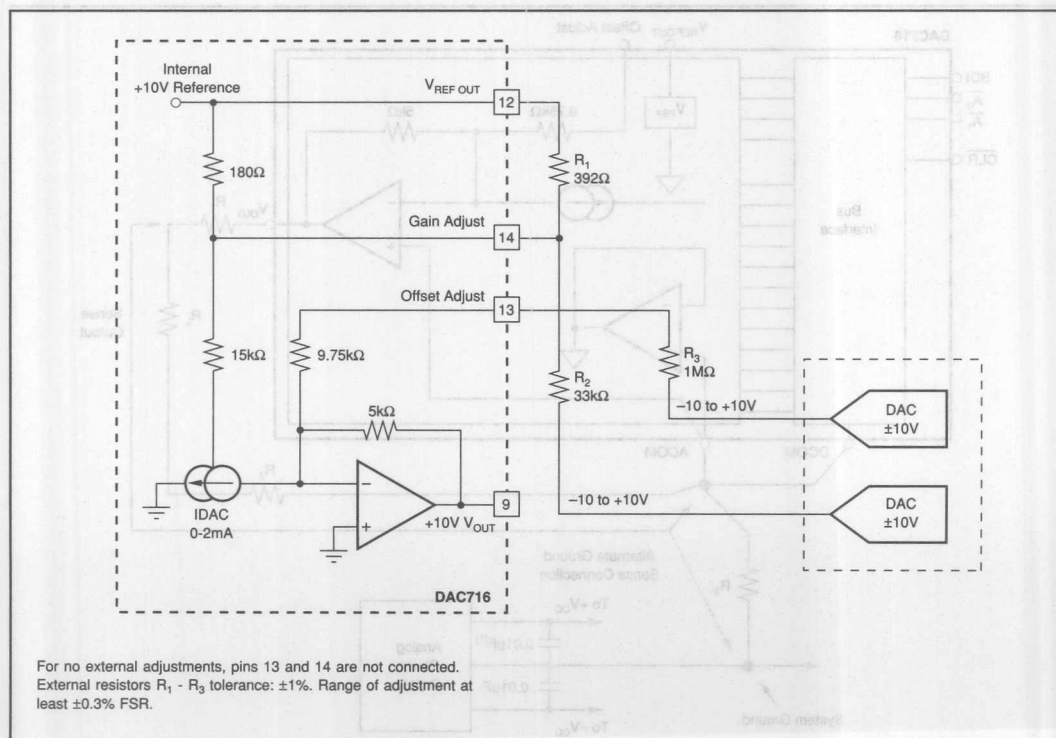 Internal
+10V Reference
V_REF OUT
12
180Ω
R₁
392Ω
Gain Adjust
14
Offset Adjust
13
15kΩ
9.75kΩ
R₃
1MΩ
R₂
33kΩ
−10 to +10V
DAC
±10V
5kΩ
−
+
IDAC
0-2mA
+10V V_OUT
9
−10 to +10V
DAC
±10V
DAC716
For no external adjustments, pins 13 and 14 are not connected.
External resistors R₁ - R₃ tolerance: ±1%. Range of adjustment at
least ±0.3% FSR.